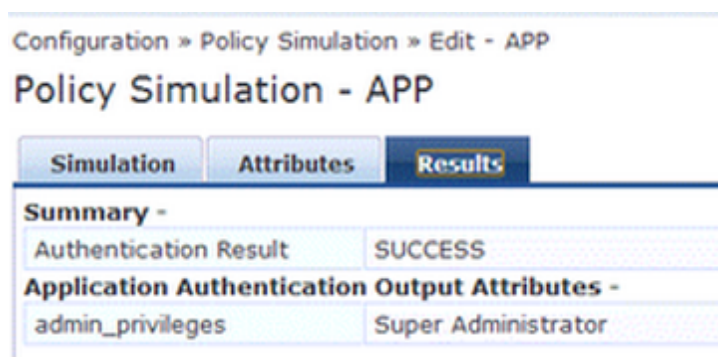 Configuration » Policy Simulation » Edit - APP
Policy Simulation - APP
Simulation Attributes Results
Summary -
Authentication Result SUCCESS
Application Authentication Output Attributes -
admin_privileges Super Administrator